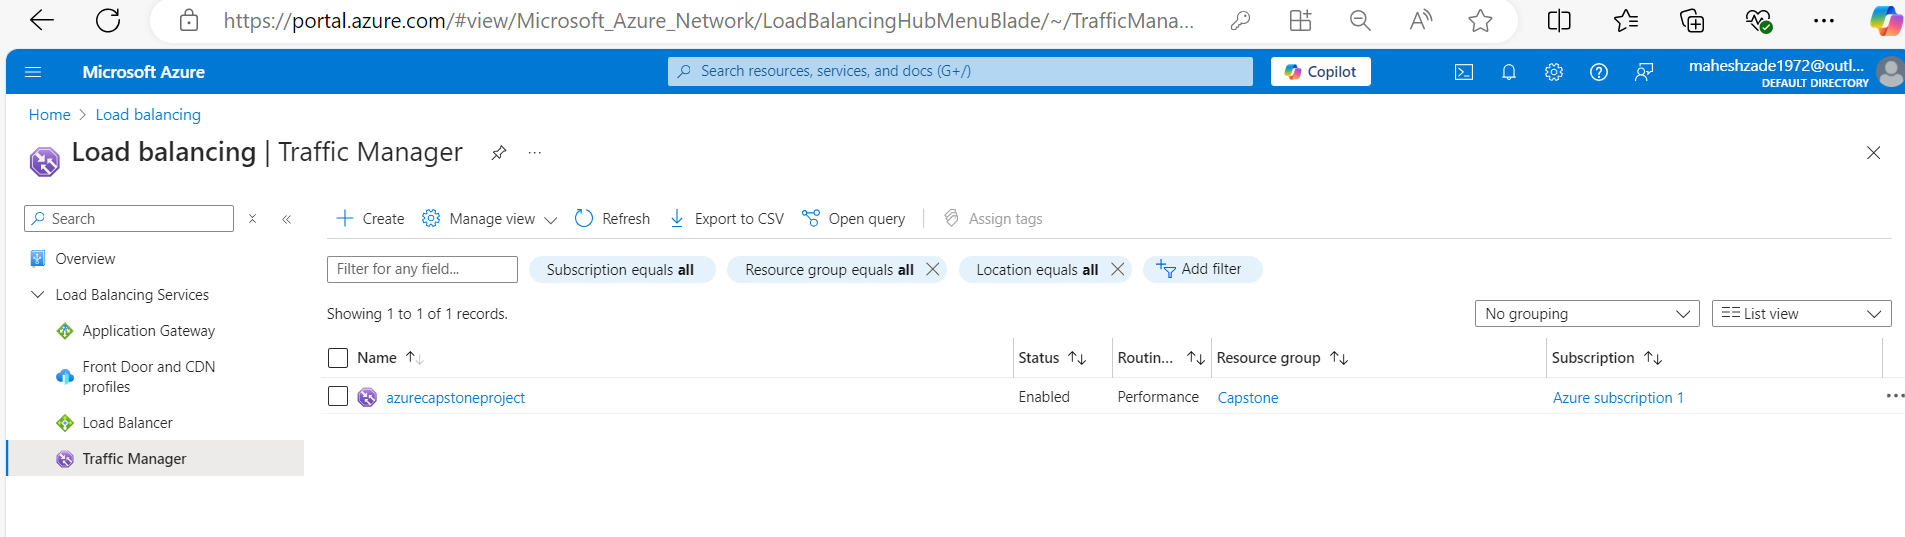 https://portal.azure.com/#view/Microsoft_Azure_Network/LoadBalancingHubMenuBlade/~/TrafficMana...
Microsoft Azure
Search resources, services, and docs (G+/)
Copilot
maheshzade1972@outl...
DEFAULT DIRECTORY
Home > Load balancing
Load balancing | Traffic Manager
Search
Create Manage view Refresh Export to CSV Open query Assign tags
Overview
Load Balancing Services
Application Gateway
Front Door and CDN
profiles
Load Balancer
Traffic Manager
Filter for any field... Subscription equals all Resource group equals all Location equals all Add filter
Showing 1 to 1 of 1 records.
No grouping List view
Name Status Routin... Resource group Subscription
azurecapstoneproject Enabled Performance Capstone Azure subscription 1